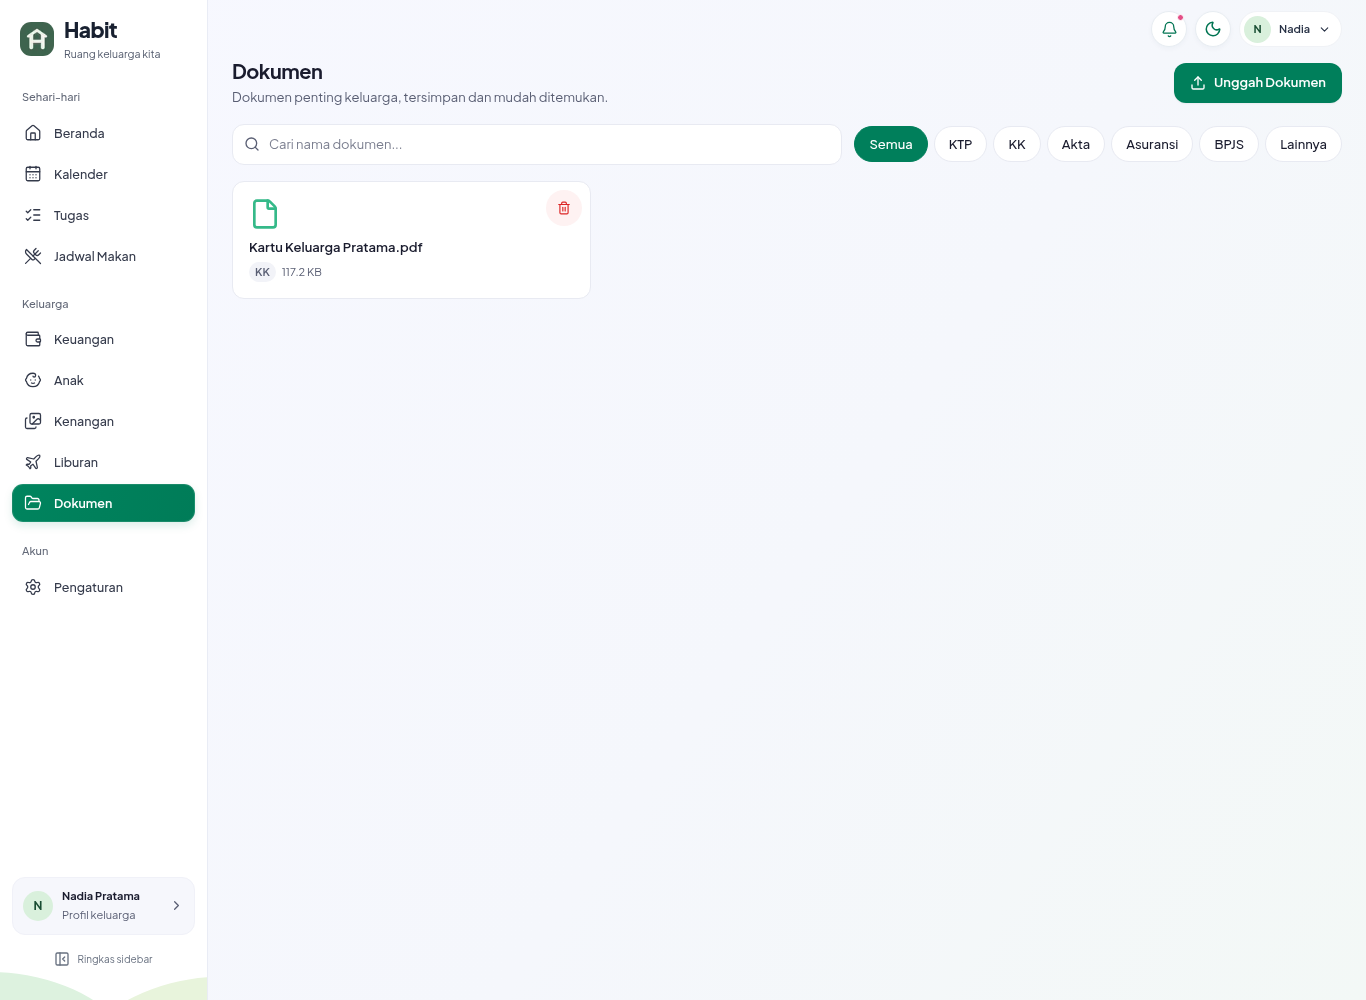 Habit
Ruang keluarga kita
Sehari-hari
Beranda
Kalender
Tugas
Jadwal Makan
Keluarga
Keuangan
Anak
Kenangan
Liburan
Dokumen
Akun
Pengaturan
N
Nadia Pratama
Profil keluarga
Ringkas sidebar
N
Nadia
Dokumen
Dokumen penting keluarga, tersimpan dan mudah ditemukan.
Unggah Dokumen
Cari nama dokumen...
Semua
KTP
KK
Akta
Asuransi
BPJS
Lainnya
Kartu Keluarga Pratama.pdf
KK 117.2 KB